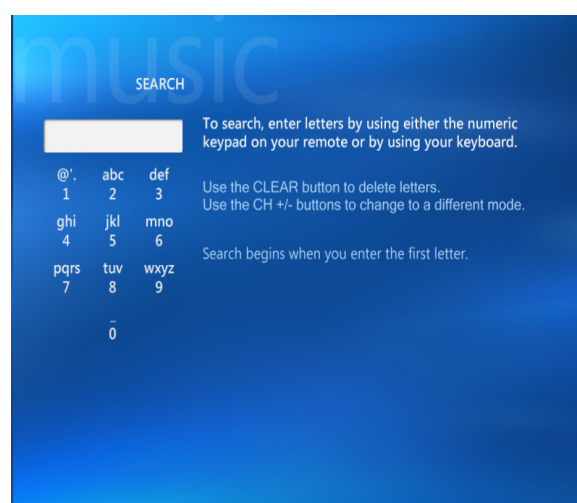 music
SEARCH
To search, enter letters by using either the numeric
keypad on your remote or by using your keyboard.
@'. abc def
1 2 3
Use the CLEAR button to delete letters.
Use the CH +/- buttons to change to a different mode.
ghi jkl mno
4 5 6
Search begins when you enter the first letter.
pqrs tuv wxyz
7 8 9
_
0